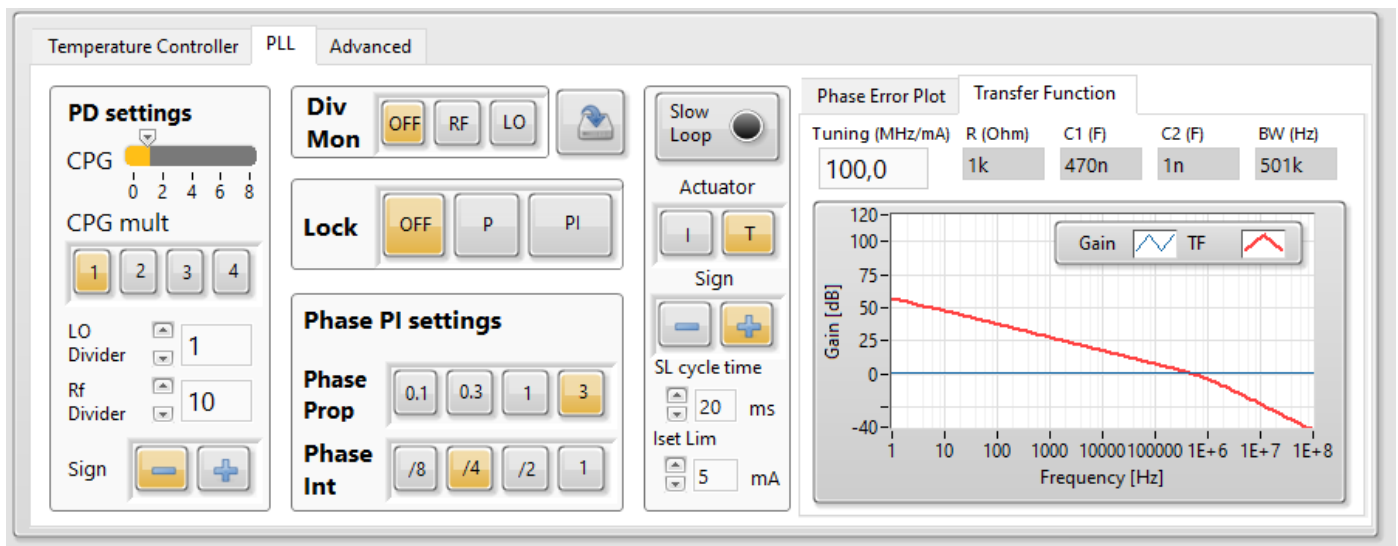 Temperature Controller PLL Advanced
PD settings
CPG
0 2 4 6 8
CPG mult
1 2 3 4
LO
Divider
1
Rf
Divider
10
Sign
Div
Mon
OFF RF LO
Lock
OFF P PI
Phase PI settings
Phase
Prop
0.1 0.3 1 3
Phase
Int
/8 /4 /2 1
Slow
Loop
Actuator
I T
Sign
SL cycle time
20 ms
Iset Lim
5 mA
Phase Error Plot Transfer Function
Tuning (MHz/mA) R (Ohm) C1 (F) C2 (F) BW (Hz)
100,0 1k 470n 1n 501k
Gain TF
120
100
75
50
25
0
-40
Gain [dB]
1 10 100 1000 10000 100000 1E+6 1E+7 1E+8
Frequency [Hz]